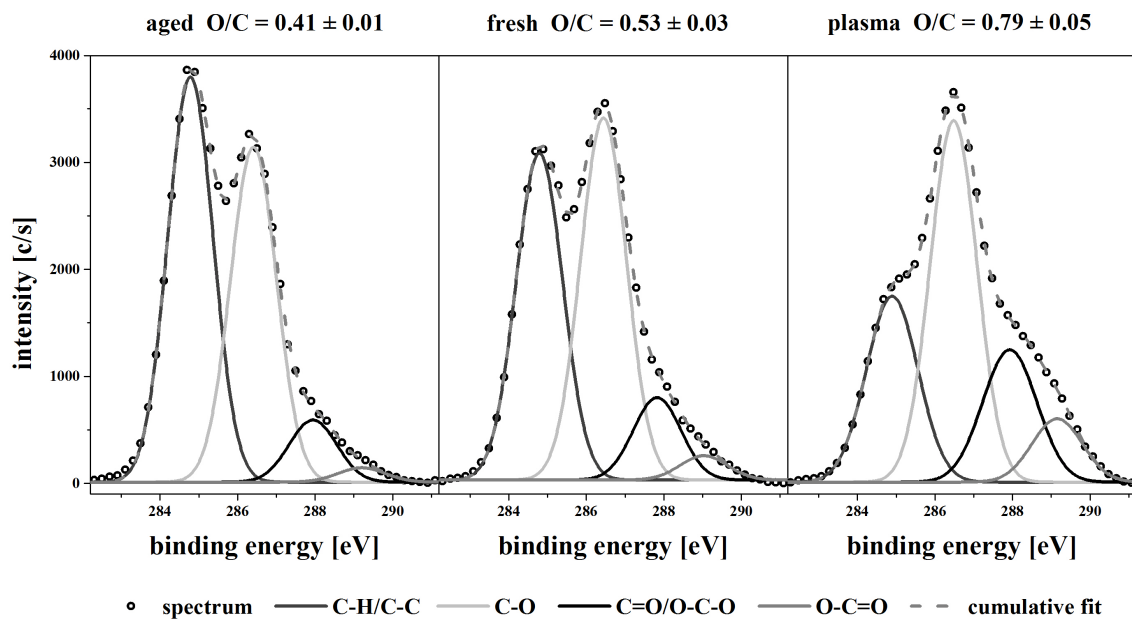 aged O/C = 0.41 ± 0.01
fresh O/C = 0.53 ± 0.03
plasma O/C = 0.79 ± 0.05
4000
3000
2000
1000
0
intensity [c/s]
284 286 288 290
284 286 288 290
284 286 288 290
binding energy [eV]
binding energy [eV]
binding energy [eV]
spectrum C-H/C-C C-O C=O/O-C-O O-C=O cumulative fit